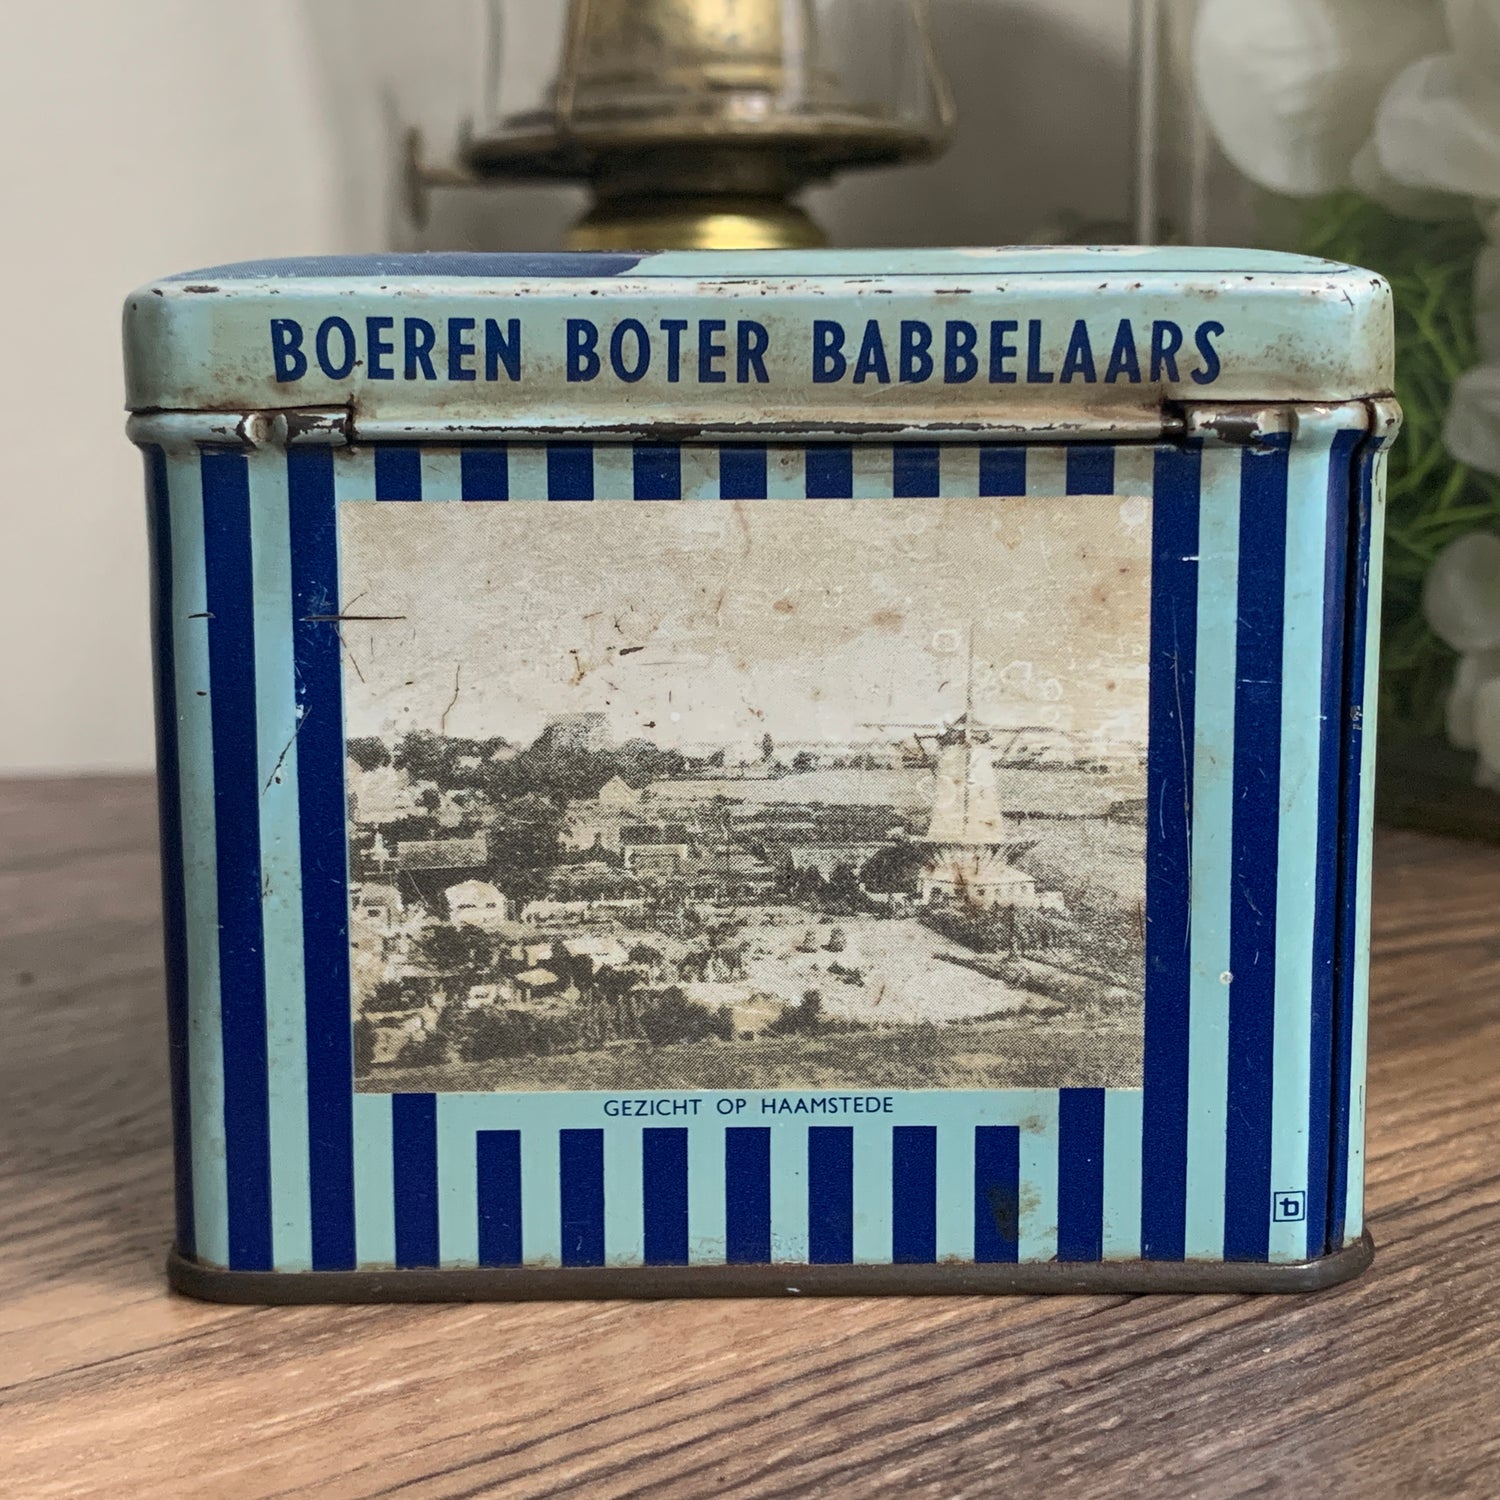 BOEREN BOTER BABBELAARS
GEZICHT OP HAAMSTEDE